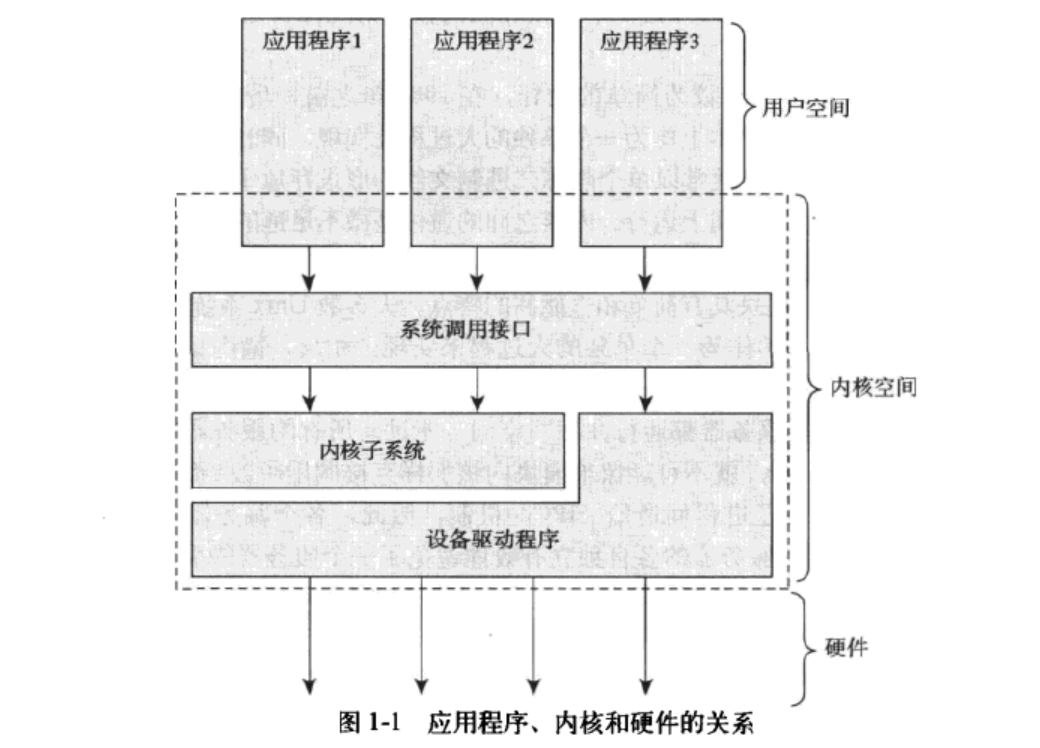 应用程序1
应用程序2
应用程序3
用户空间
系统调用接口
内核空间
内核子系统
设备驱动程序
硬件
图 1-1 应用程序、内核和硬件的关系